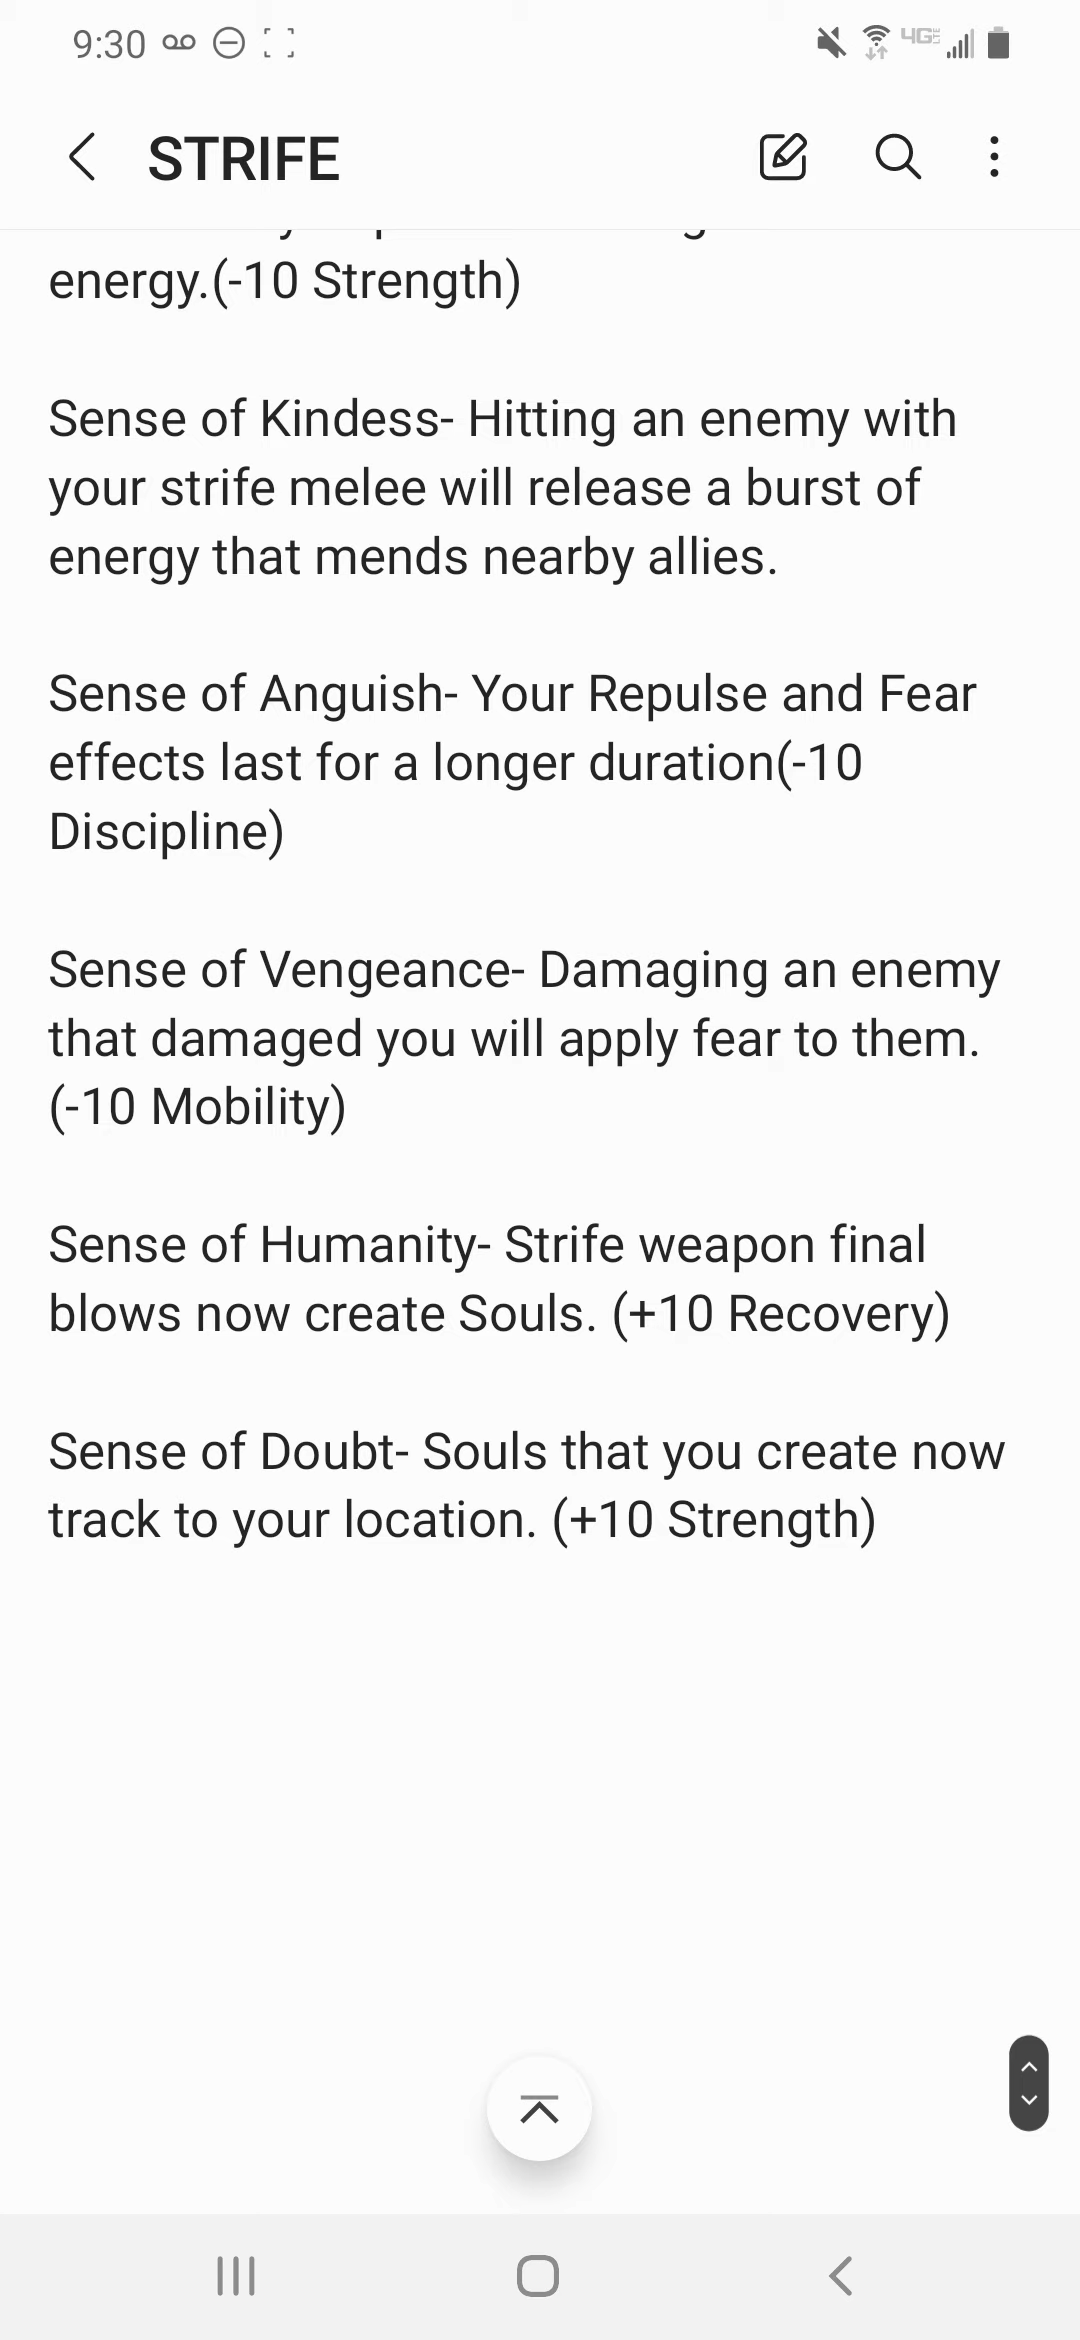 9:30
4G LTE
STRIFE
energy.(-10 Strength)
Sense of Kindess- Hitting an enemy with
your strife melee will release a burst of
energy that mends nearby allies.
Sense of Anguish- Your Repulse and Fear
effects last for a longer duration(-10
Discipline)
Sense of Vengeance- Damaging an enemy
that damaged you will apply fear to them.
(-10 Mobility)
Sense of Humanity- Strife weapon final
blows now create Souls. (+10 Recovery)
Sense of Doubt- Souls that you create now
track to your location. (+10 Strength)